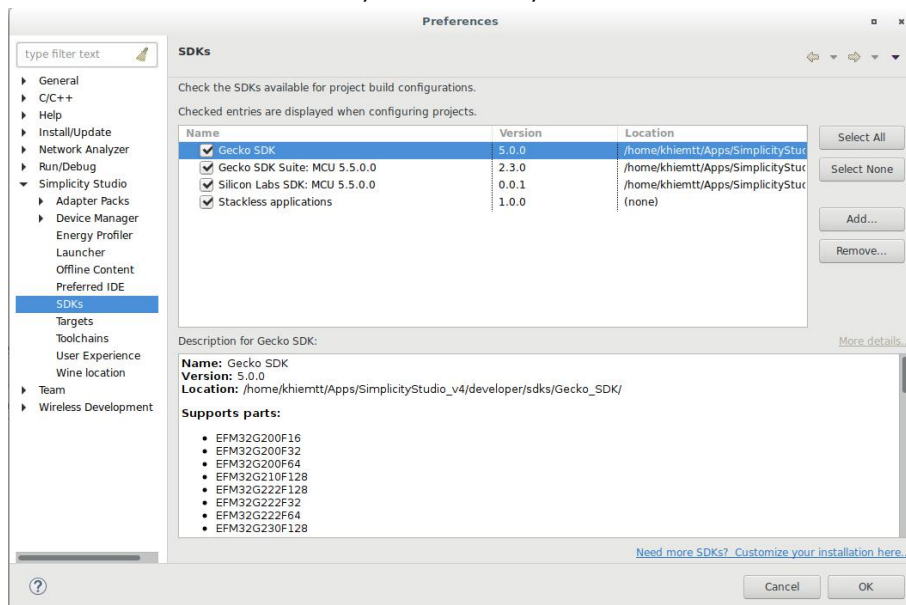 Preferences
type filter text
SDKs
General
C/C++
Help
Install/Update
Network Analyzer
Run/Debug
Simplicity Studio
Adapter Packs
Device Manager
Energy Profiler
Launcher
Offline Content
Preferred IDE
SDKs
Targets
Toolchains
User Experience
Wine location
Team
Wireless Development
Check the SDKs available for project build configurations.
Checked entries are displayed when configuring projects.
Name Version Location
Gecko SDK 5.0.0 /home/khiemtt/Apps/SimplicityStuc
Gecko SDK Suite: MCU 5.5.0.0 2.3.0 /home/khiemtt/Apps/SimplicityStuc
Silicon Labs SDK: MCU 5.5.0.0 0.0.1 /home/khiemtt/Apps/SimplicityStuc
Stackless applications 1.0.0 (none)
Select All
Select None
Add...
Remove...
Description for Gecko SDK: More details..
Name: Gecko SDK
Version: 5.0.0
Location: /home/khiemtt/Apps/SimplicityStudio_v4/developer/sdks/Gecko_SDK/
Supports parts:
• EFM32G200F16
• EFM32G200F32
• EFM32G200F64
• EFM32G210F128
• EFM32G222F128
• EFM32G222F32
• EFM32G222F64
• EFM32G230F128
Need more SDKs? Customize your installation here..
Cancel OK